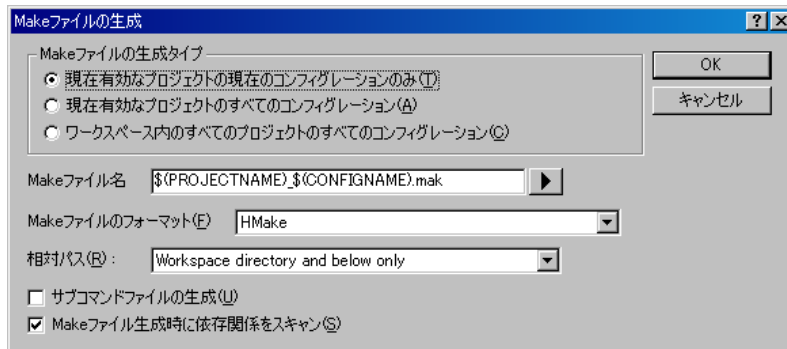 Makeファイルの生成
Makeファイルの生成タイプ
現在有効なプロジェクトの現在のコンフィグレーションのみ(T)
現在有効なプロジェクトのすべてのコンフィグレーション(A)
ワークスペース内のすべてのプロジェクトのすべてのコンフィグレーション(C)
OK
キャンセル
Makeファイル名 $(PROJECTNAME)_$(CONFIGNAME).mak
Makeファイルのフォーマット(F) HMake
相対パス(R): Workspace directory and below only
サブコマンドファイルの生成(U)
Makeファイル生成時に依存関係をスキャン(S)